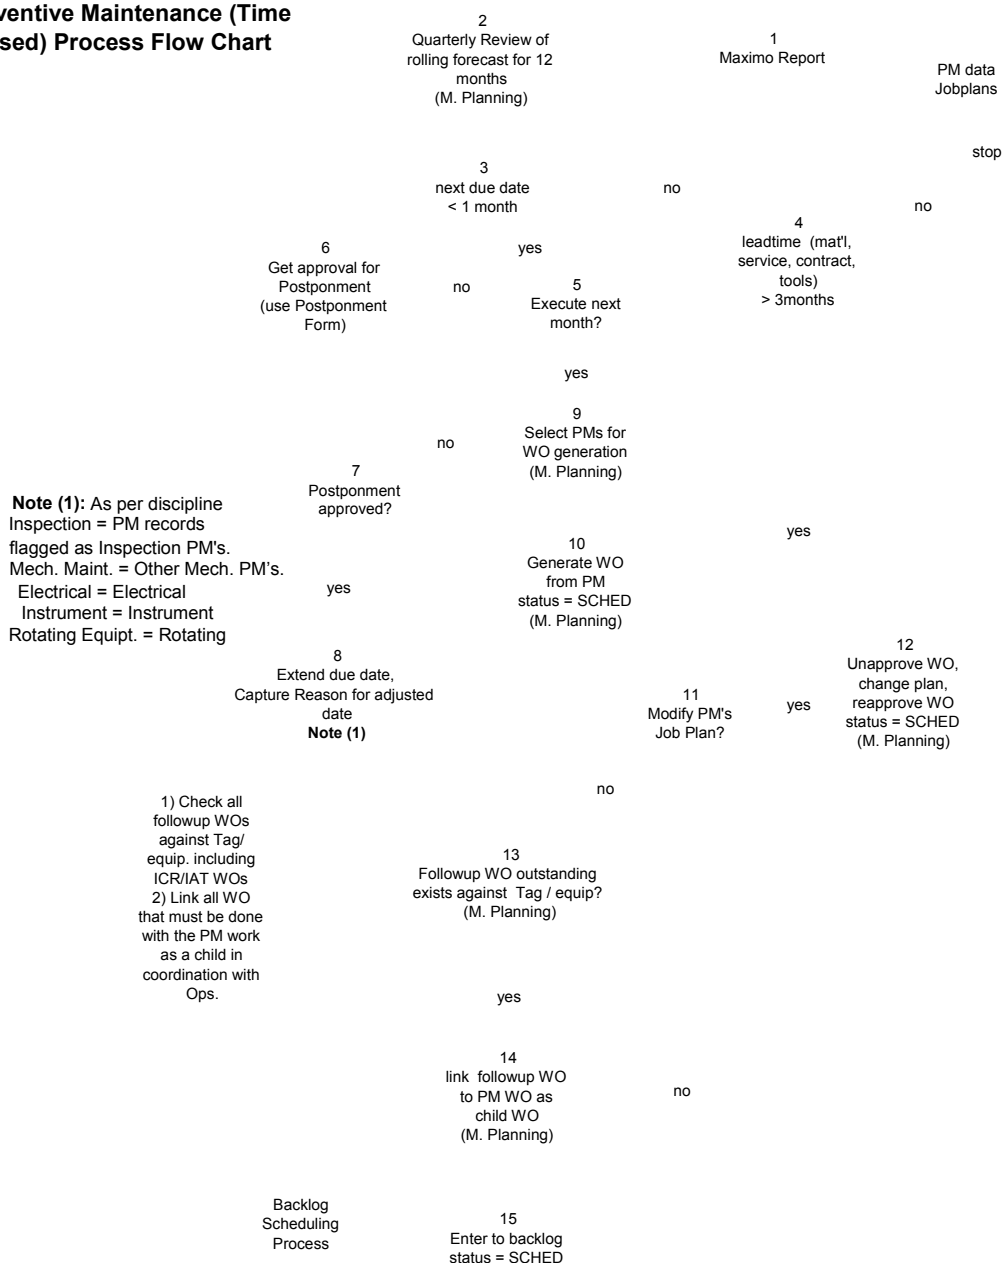 ventive Maintenance (Time
sed) Process Flow Chart
2
Quarterly Review of
rolling forecast for 12
months
(M. Planning)
1
Maximo Report
PM data
Jobplans
stop
3
next due date
< 1 month
no
no
4
leadtime (mat'l,
service, contract,
tools)
> 3months
6
Get approval for
Postponment
(use Postponment
Form)
yes
no
5
Execute next
month?
yes
9
Select PMs for
WO generation
(M. Planning)
no
7
Postponment
approved?
Note (1): As per discipline
Inspection = PM records
flagged as Inspection PM's.
Mech. Maint. = Other Mech. PM's.
Electrical = Electrical
Instrument = Instrument
Rotating Equipt. = Rotating
yes
10
Generate WO
from PM
status = SCHED
(M. Planning)
yes
8
Extend due date,
Capture Reason for adjusted
date
Note (1)
11
Modify PM's
Job Plan?
yes
12
Unapprove WO,
change plan,
reapprove WO
status = SCHED
(M. Planning)
no
1) Check all
followup WOs
against Tag/
equip. including
ICR/IAT WOs
2) Link all WO
that must be done
with the PM work
as a child in
coordination with
Ops.
13
Followup WO outstanding
exists against Tag / equip?
(M. Planning)
yes
14
link followup WO
to PM WO as
child WO
(M. Planning)
no
Backlog
Scheduling
Process
15
Enter to backlog
status = SCHED